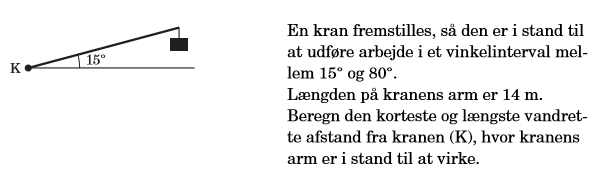 K
15°
En kran fremstilles, så den er i stand til
at udføre arbejde i et vinkelinterval mel-
lem 15° og 80°.
Længden på kranens arm er 14 m.
Beregn den korteste og længste vandret-
te afstand fra kranen (K), hvor kranens
arm er i stand til at virke.